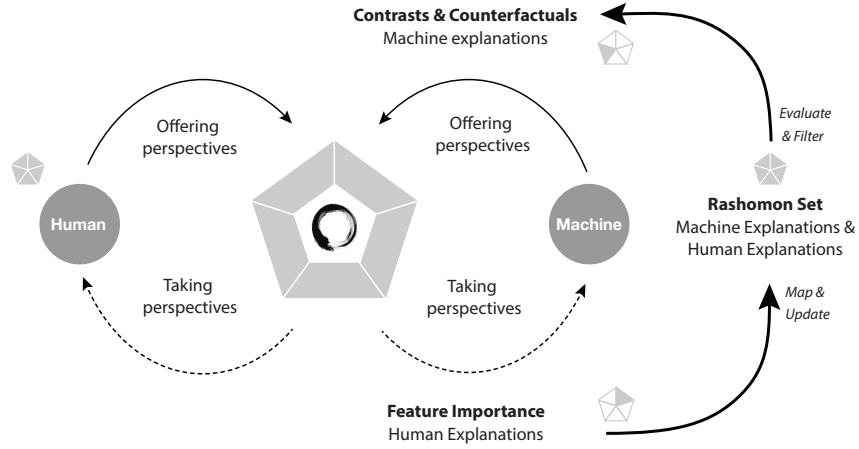 Contrasts & Counterfactuals
Machine explanations
Offering
perspectives
Offering
perspectives
Evaluate
& Filter
Human
Machine
Rashomon Set
Machine Explanations &
Human Explanations
Taking
perspectives
Taking
perspectives
Map &
Update
Feature Importance
Human Explanations